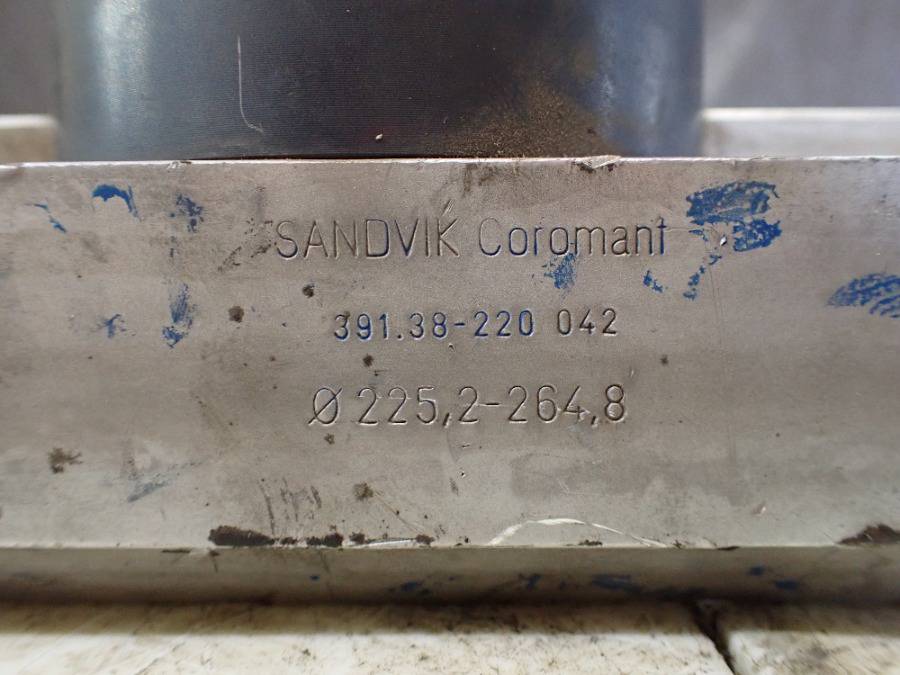 SANDVIK Coromant
391.38-220 042
Ø 225,2-264,8